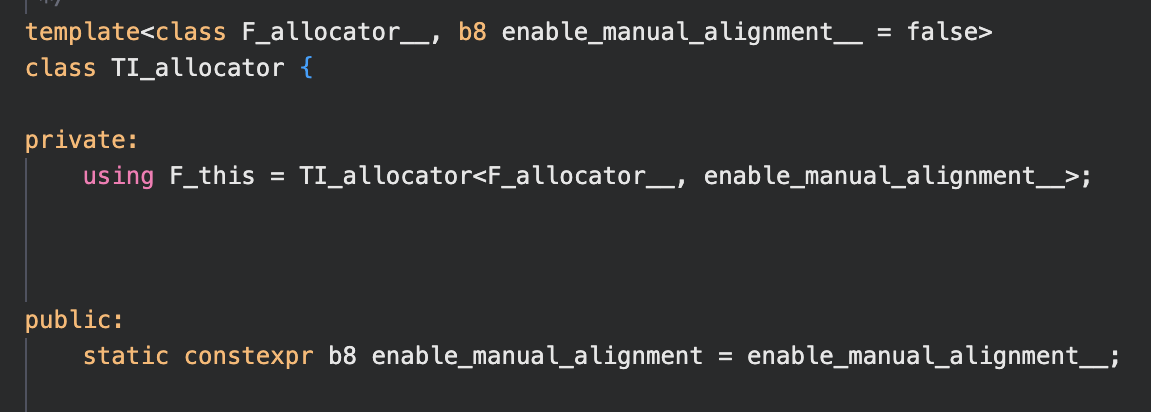 */
template<class F_allocator__, b8 enable_manual_alignment__ = false>
class TI_allocator {
private:
using F_this = TI_allocator<F_allocator__, enable_manual_alignment__>;
public:
static constexpr b8 enable_manual_alignment = enable_manual_alignment__;